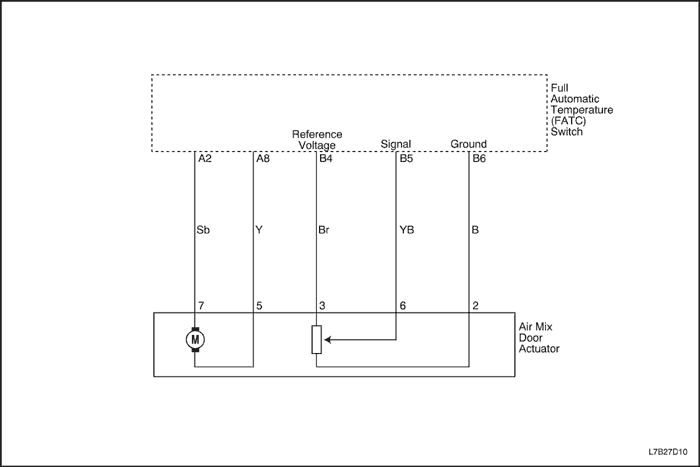 Full
Automatic
Temperature
(FATC)
Switch
Reference
Voltage
Signal
Ground
A2
A8
B4
B5
B6
Sb
Y
Br
YB
B
7
5
3
6
2
M
Air Mix
Door
Actuator
L7B27D10